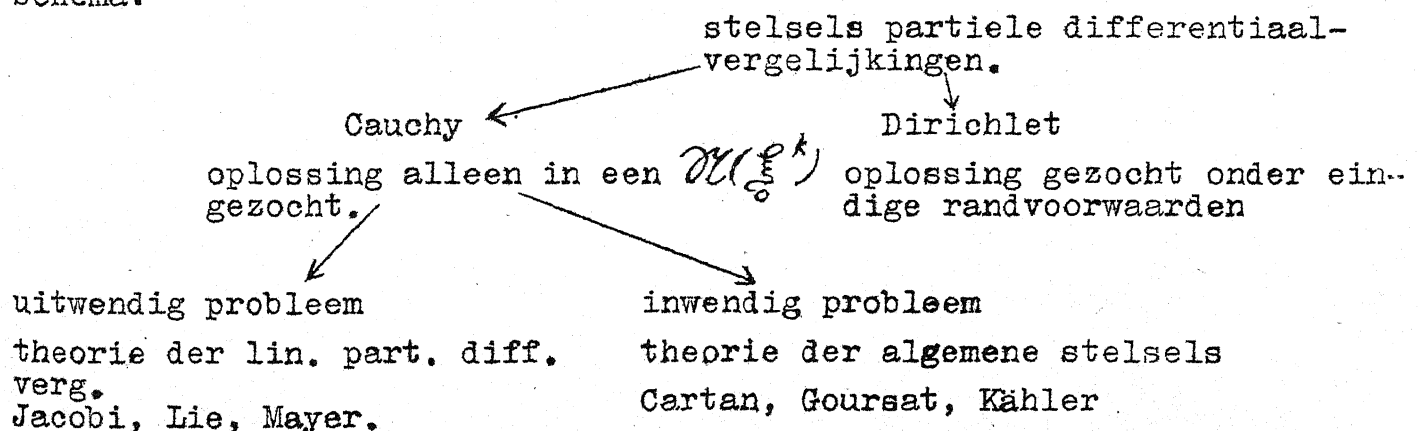 schema.
stelsels partiele differentiaal-
vergelijkingen.
Cauchy
Dirichlet
oplossing alleen in een 𝔑(ξ₀ᵏ)
gezocht.
oplossing gezocht onder ein-
dige randvoorwaarden
uitwendig probleem
theorie der lin. part. diff.
verg.
Jacobi, Lie, Mayer.
inwendig probleem
theorie der algemene stelsels
Cartan, Goursat, Kähler